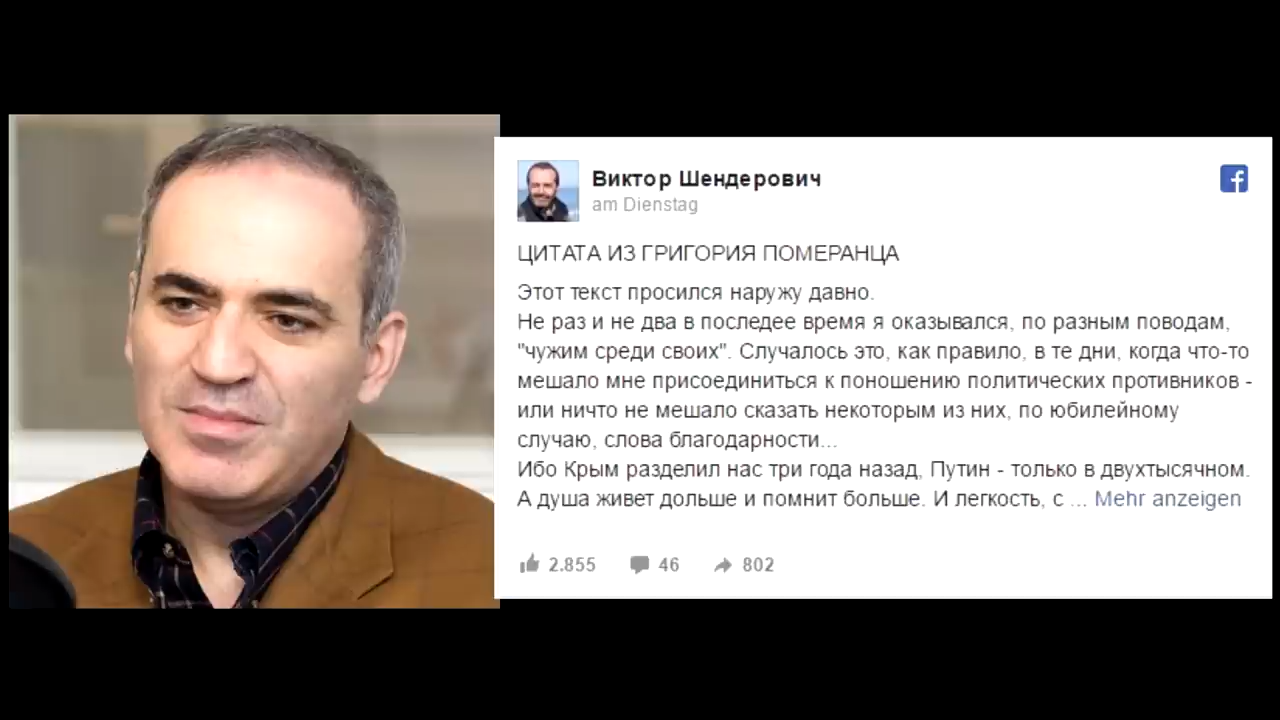 Виктор Шендерович
am Dienstag
ЦИТАТА ИЗ ГРИГОРИЯ ПОМЕРАНЦА
Этот текст просился наружу давно.
Не раз и не два в последее время я оказывался, по разным поводам,
"чужим среди своих". Случалось это, как правило, в те дни, когда что-то
мешало мне присоединиться к поношению политических противников -
или ничто не мешало сказать некоторым из них, по юбилейному
случаю, слова благодарности...
Ибо Крым разделил нас три года назад, Путин - только в двухтысячном.
А душа живет дольше и помнит больше. И легкость, с ... Mehr anzeigen
2.855 46 802